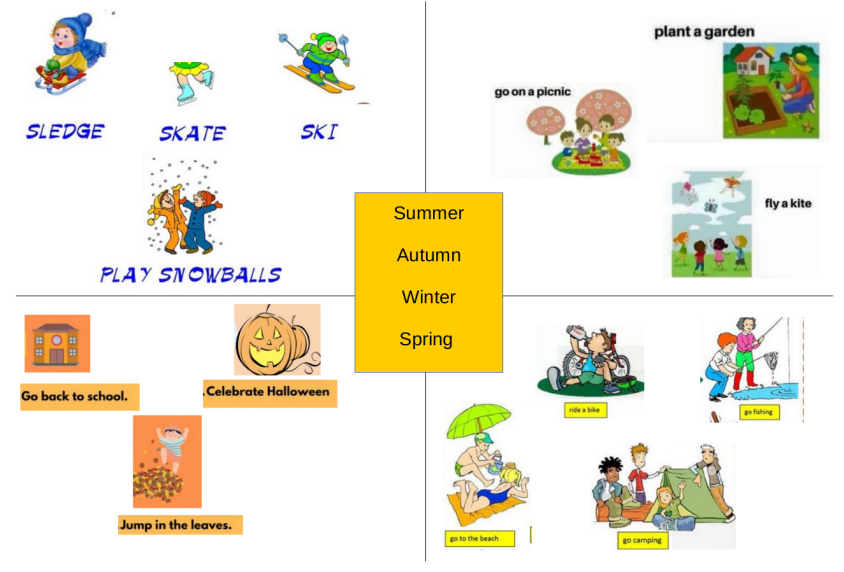 SLEDGE
SKATE
SKI
PLAY SNOWBALLS
plant a garden
go on a picnic
fly a kite
Summer
Autumn
Winter
Spring
Go back to school.
. Celebrate Halloween
.Jump in the leaves.
ride a bike
go fishing
go to the beach
go camping